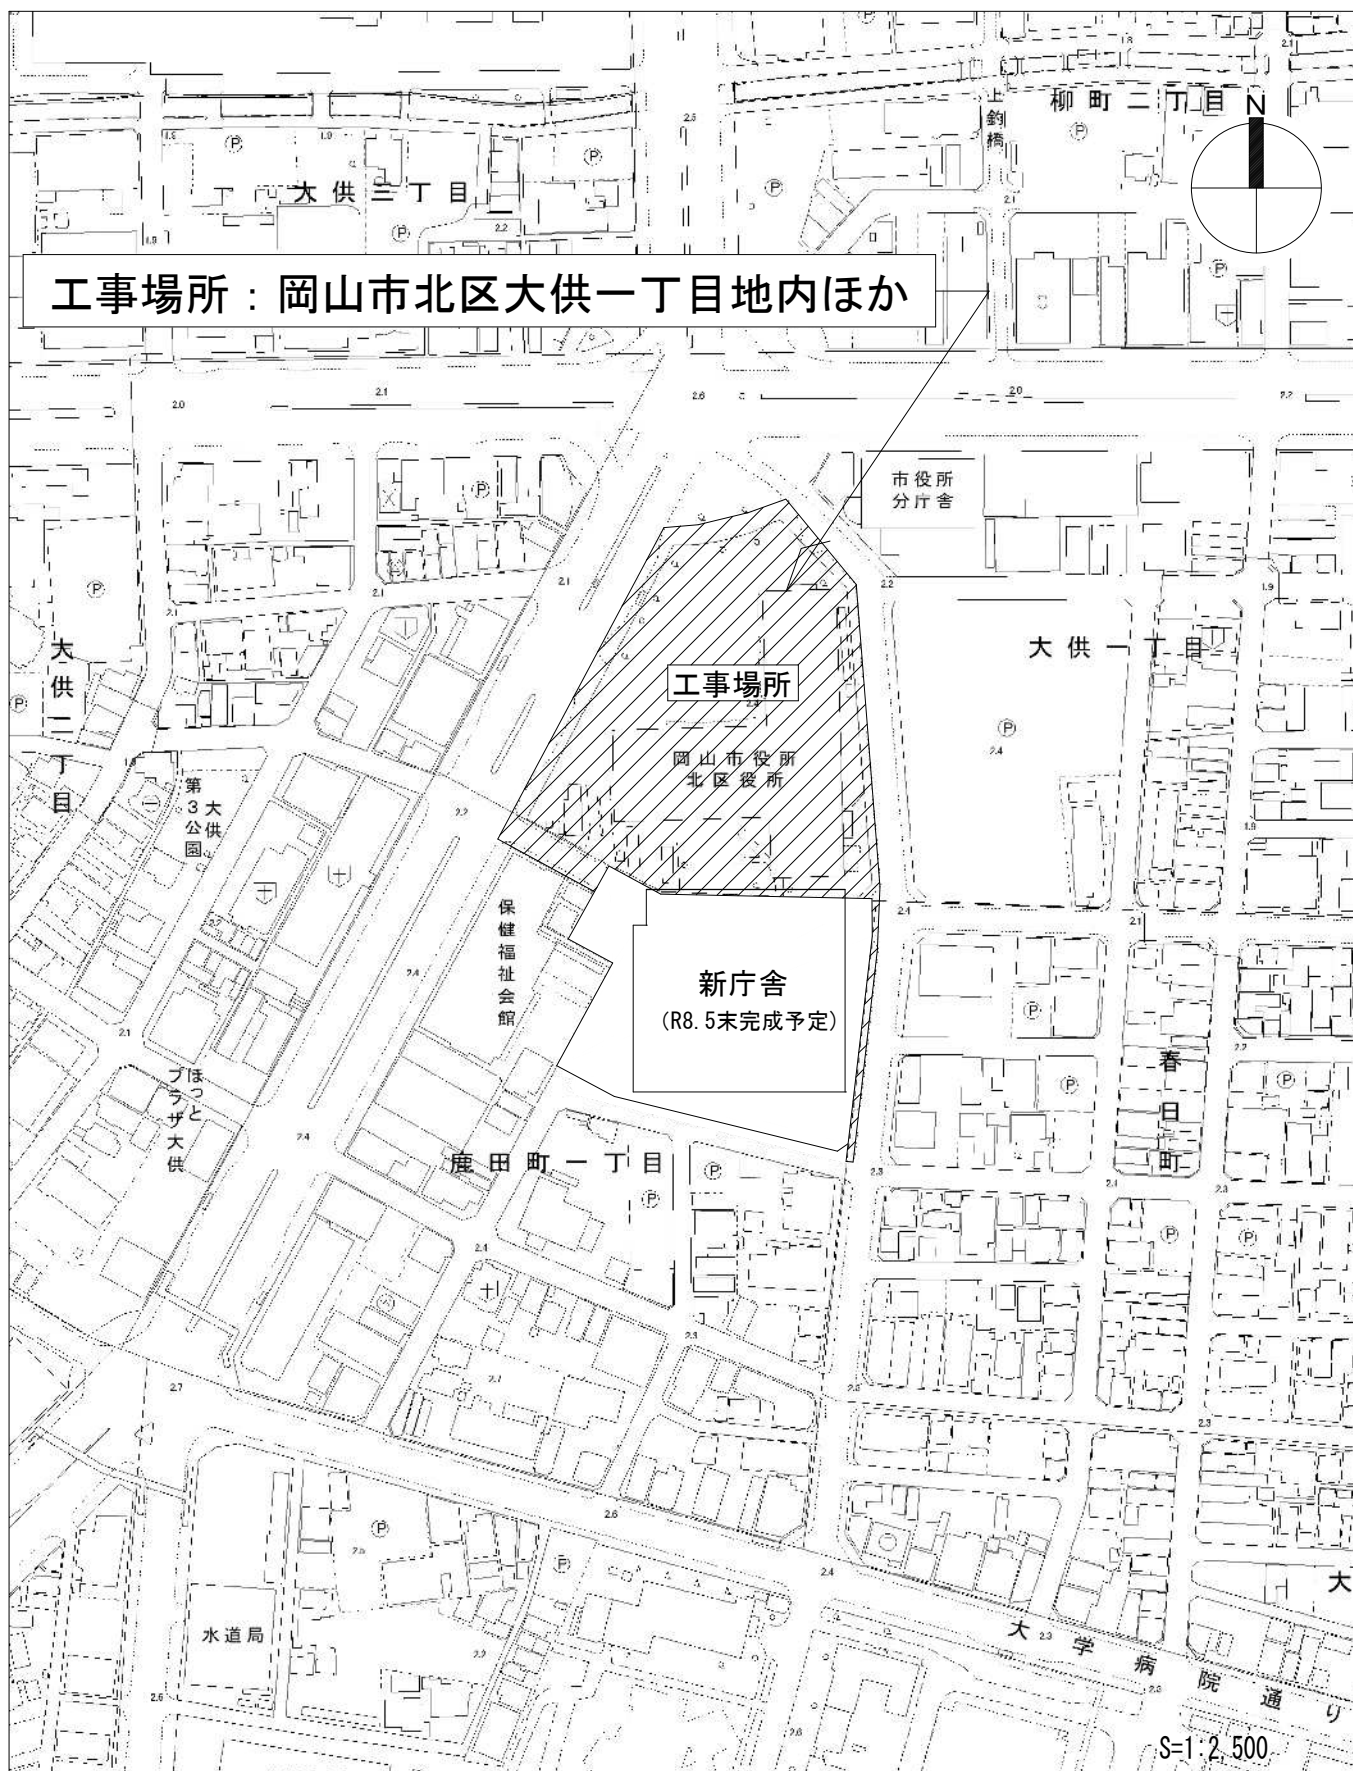 柳町二丁目
N
上釣橋
大供三丁目
工事場所：岡山市北区大供一丁目地内ほか
市役所
分庁舎
大供一丁目
工事場所
岡山市役所
北区役所
大供二丁目
大供
第3公園
保健福祉会館
新庁舎
(R8.5末完成予定)
春日町
ほっと
プラザ大供
鹿田町一丁目
水道局
大学病院通り
大
S=1:2,500